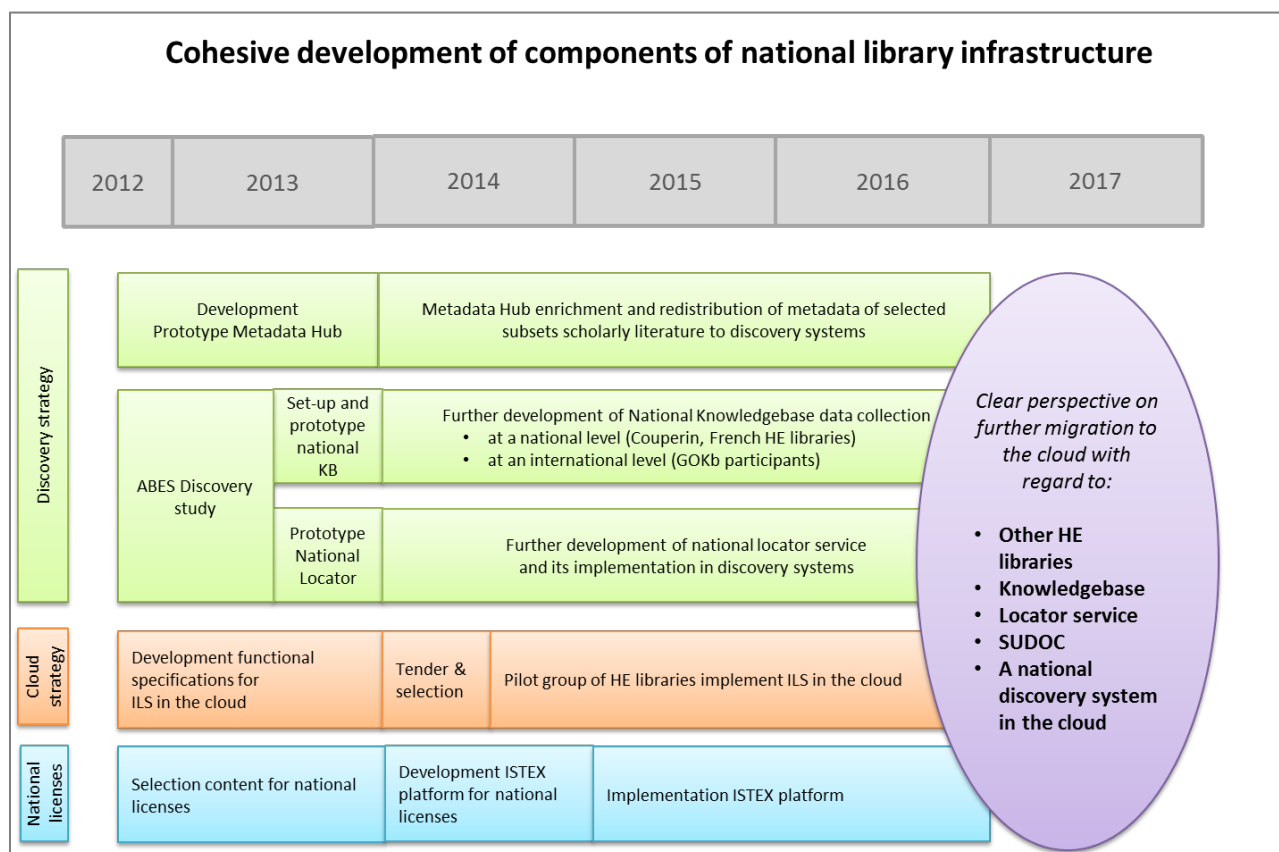 Cohesive development of components of national library infrastructure
2012
2013
2014
2015
2016
2017
Discovery strategy
Development
Prototype Metadata Hub
Metadata Hub enrichment and redistribution of metadata of selected
subsets scholarly literature to discovery systems
ABES Discovery
study
Set-up and
prototype
national
KB
Further development of National Knowledgebase data collection
• at a national level (Couperin, French HE libraries)
• at an international level (GOKb participants)
Prototype
National
Locator
Further development of national locator service
and its implementation in discovery systems
Cloud
strategy
Development functional
specifications for
ILS in the cloud
Tender &
selection
Pilot group of HE libraries implement ILS in the cloud
National
licenses
Selection content for national
licenses
Development ISTEX
platform for national
licenses
Implementation ISTEX platform
Clear perspective on
further migration to
the cloud with
regard to:
• Other HE
libraries
• Knowledgebase
• Locator service
• SUDOC
• A national
discovery system
in the cloud